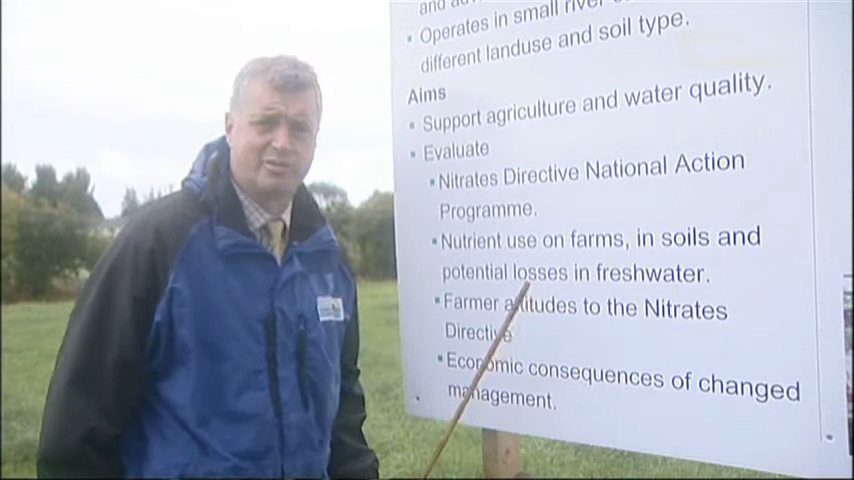 Operates in small river
different landuse and soil type.
Aims
Support agriculture and water quality.
Evaluate
Nitrates Directive National Action
Programme.
Nutrient use on farms, in soils and
potential losses in freshwater.
Farmer attitudes to the Nitrates
Directive
Economic consequences of changed
management.